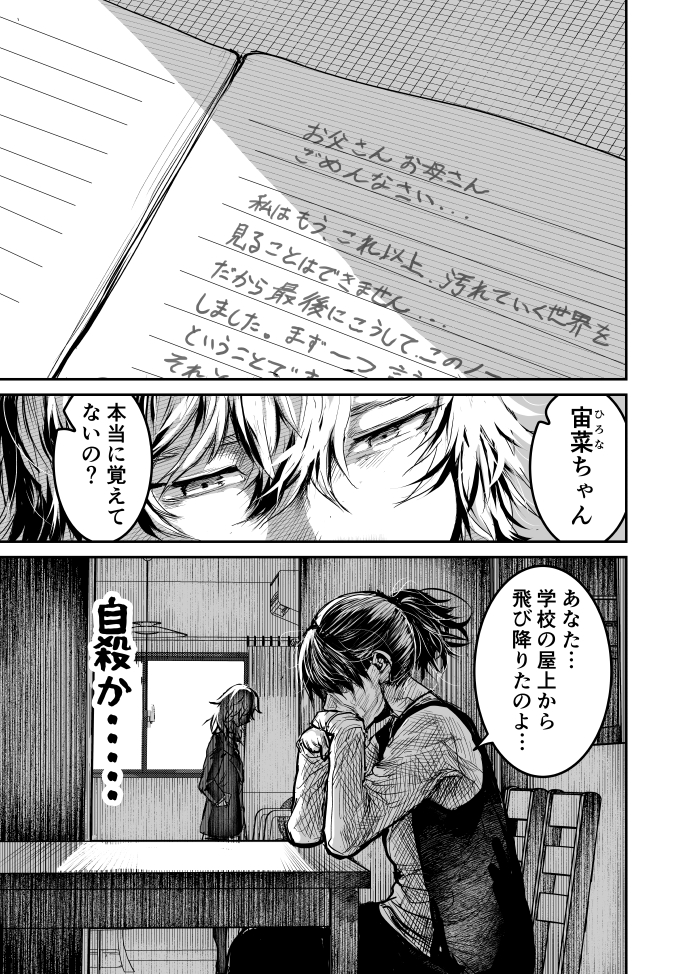 お父さんお母さん
ごめんなさい...
私はもう、これ以上、汚れていく世界を
見ることはできません...
だから最後にこうして、この
しました。まず一つ
ということで
それと
宙菜ちゃん
ひろな
本当に覚えて
ないの？
あなた…
学校の屋上から
飛び降りたのよ…
自殺か・・・・・